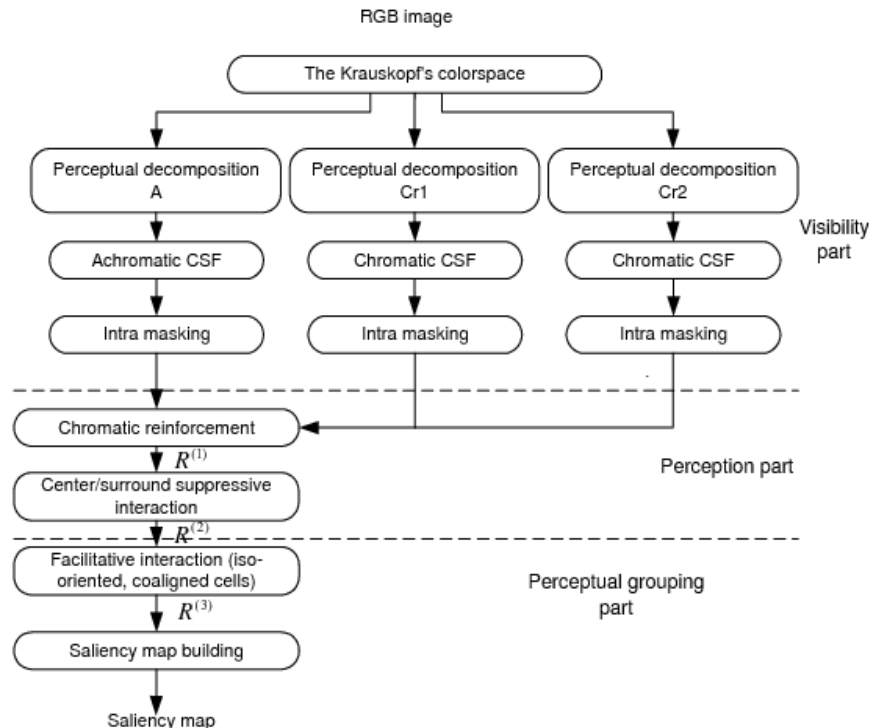 RGB image
The Krauskopf's colorspace
Perceptual decomposition
A
Perceptual decomposition
Cr1
Perceptual decomposition
Cr2
Visibility
part
Achromatic CSF
Chromatic CSF
Chromatic CSF
Intra masking
Intra masking
Intra masking
Chromatic reinforcement
R^{(1)}
Perception part
Center/surround suppressive
interaction
R^{(2)}
Facilitative interaction (iso-
oriented, coaligned cells)
Perceptual grouping
part
R^{(3)}
Saliency map building
Saliency map